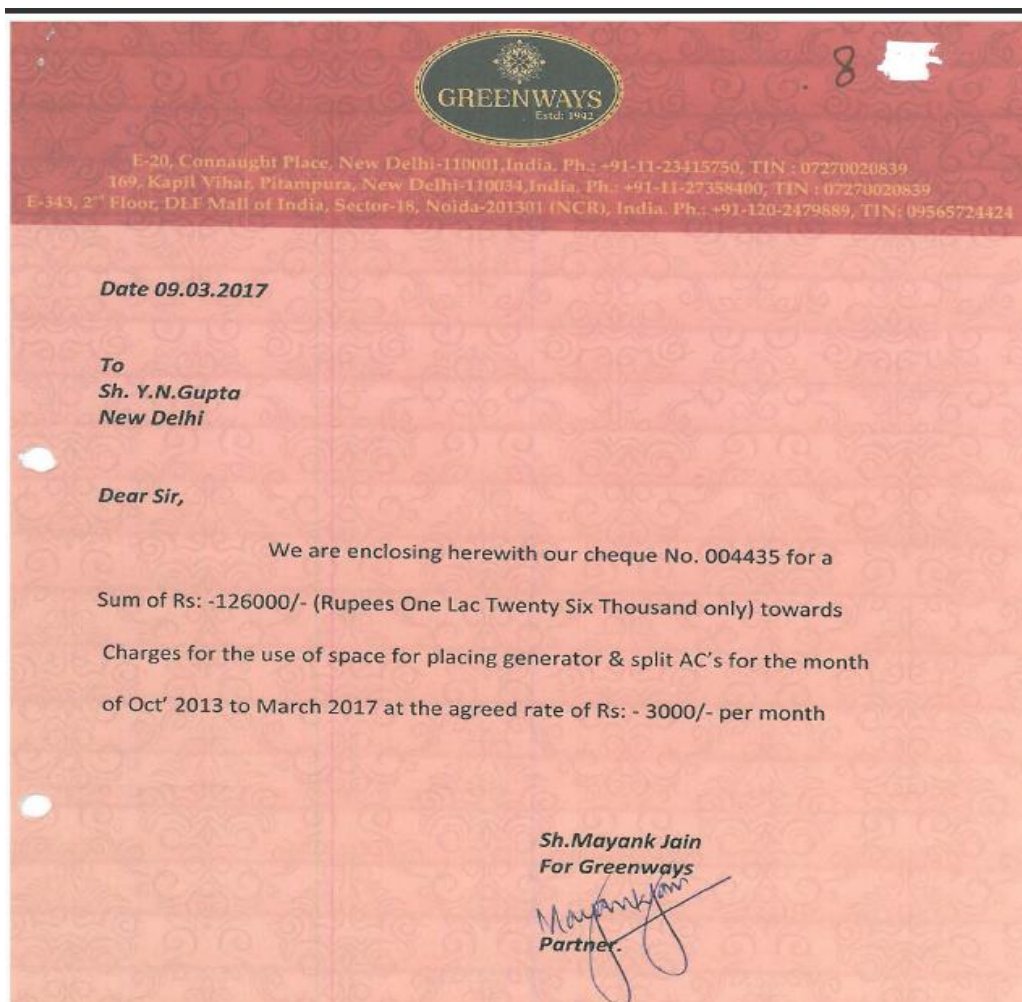 8
GREENWAYS
Estd: 1942
E-20, Connaught Place, New Delhi-110001,India. Ph.: +91-11-23415750, TIN : 07270020839
169, Kapil Vihar, Pitampura, New Delhi-110034,India. Ph.: +91-11-27358400, TIN : 07270020839
E-343, 2nd Floor, DLF Mall of India, Sector-18, Noida-201301 (NCR), India. Ph.: +91-120-2479889, TIN: 09565724424
Date 09.03.2017
To
Sh. Y.N.Gupta
New Delhi
Dear Sir,
We are enclosing herewith our cheque No. 004435 for a
Sum of Rs: -126000/- (Rupees One Lac Twenty Six Thousand only) towards
Charges for the use of space for placing generator & split AC's for the month
of Oct' 2013 to March 2017 at the agreed rate of Rs: - 3000/- per month
Sh.Mayank Jain
For Greenways
Mayank Jain
Partner.